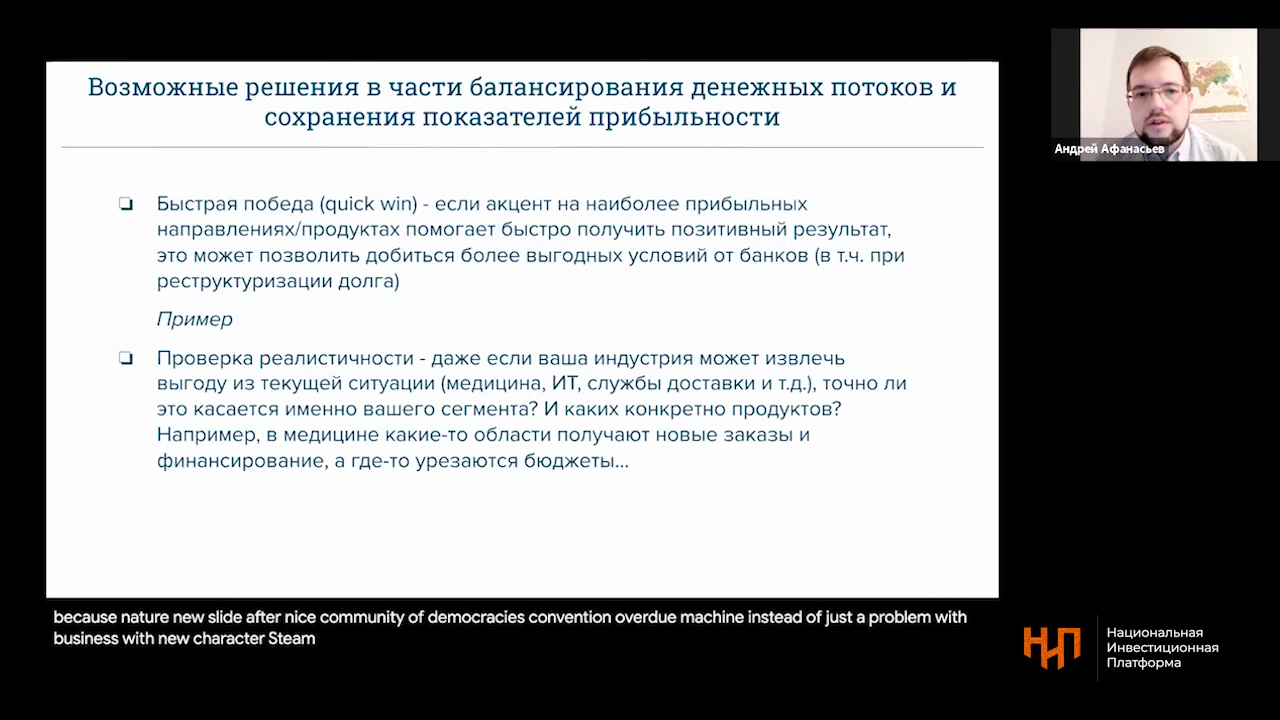 Возможные решения в части балансирования денежных потоков и
сохранения показателей прибыльности
Быстрая победа (quick win) - если акцент на наиболее прибыльных
направлениях/продуктах помогает быстро получить позитивный результат,
это может позволить добиться более выгодных условий от банков (в т.ч. при
реструктуризации долга)
Пример
Проверка реалистичности - даже если ваша индустрия может извлечь
выгоду из текущей ситуации (медицина, ИТ, службы доставки и т.д.), точно ли
это касается именно вашего сегмента? И каких конкретно продуктов?
Например, в медицине какие-то области получают новые заказы и
финансирование, а где-то урезаются бюджеты...
Андрей Афанасьев
because nature new slide after nice community of democracies convention overdue machine instead of just a problem with
business with new character Steam
НИП
Национальная
Инвестиционная
Платформа